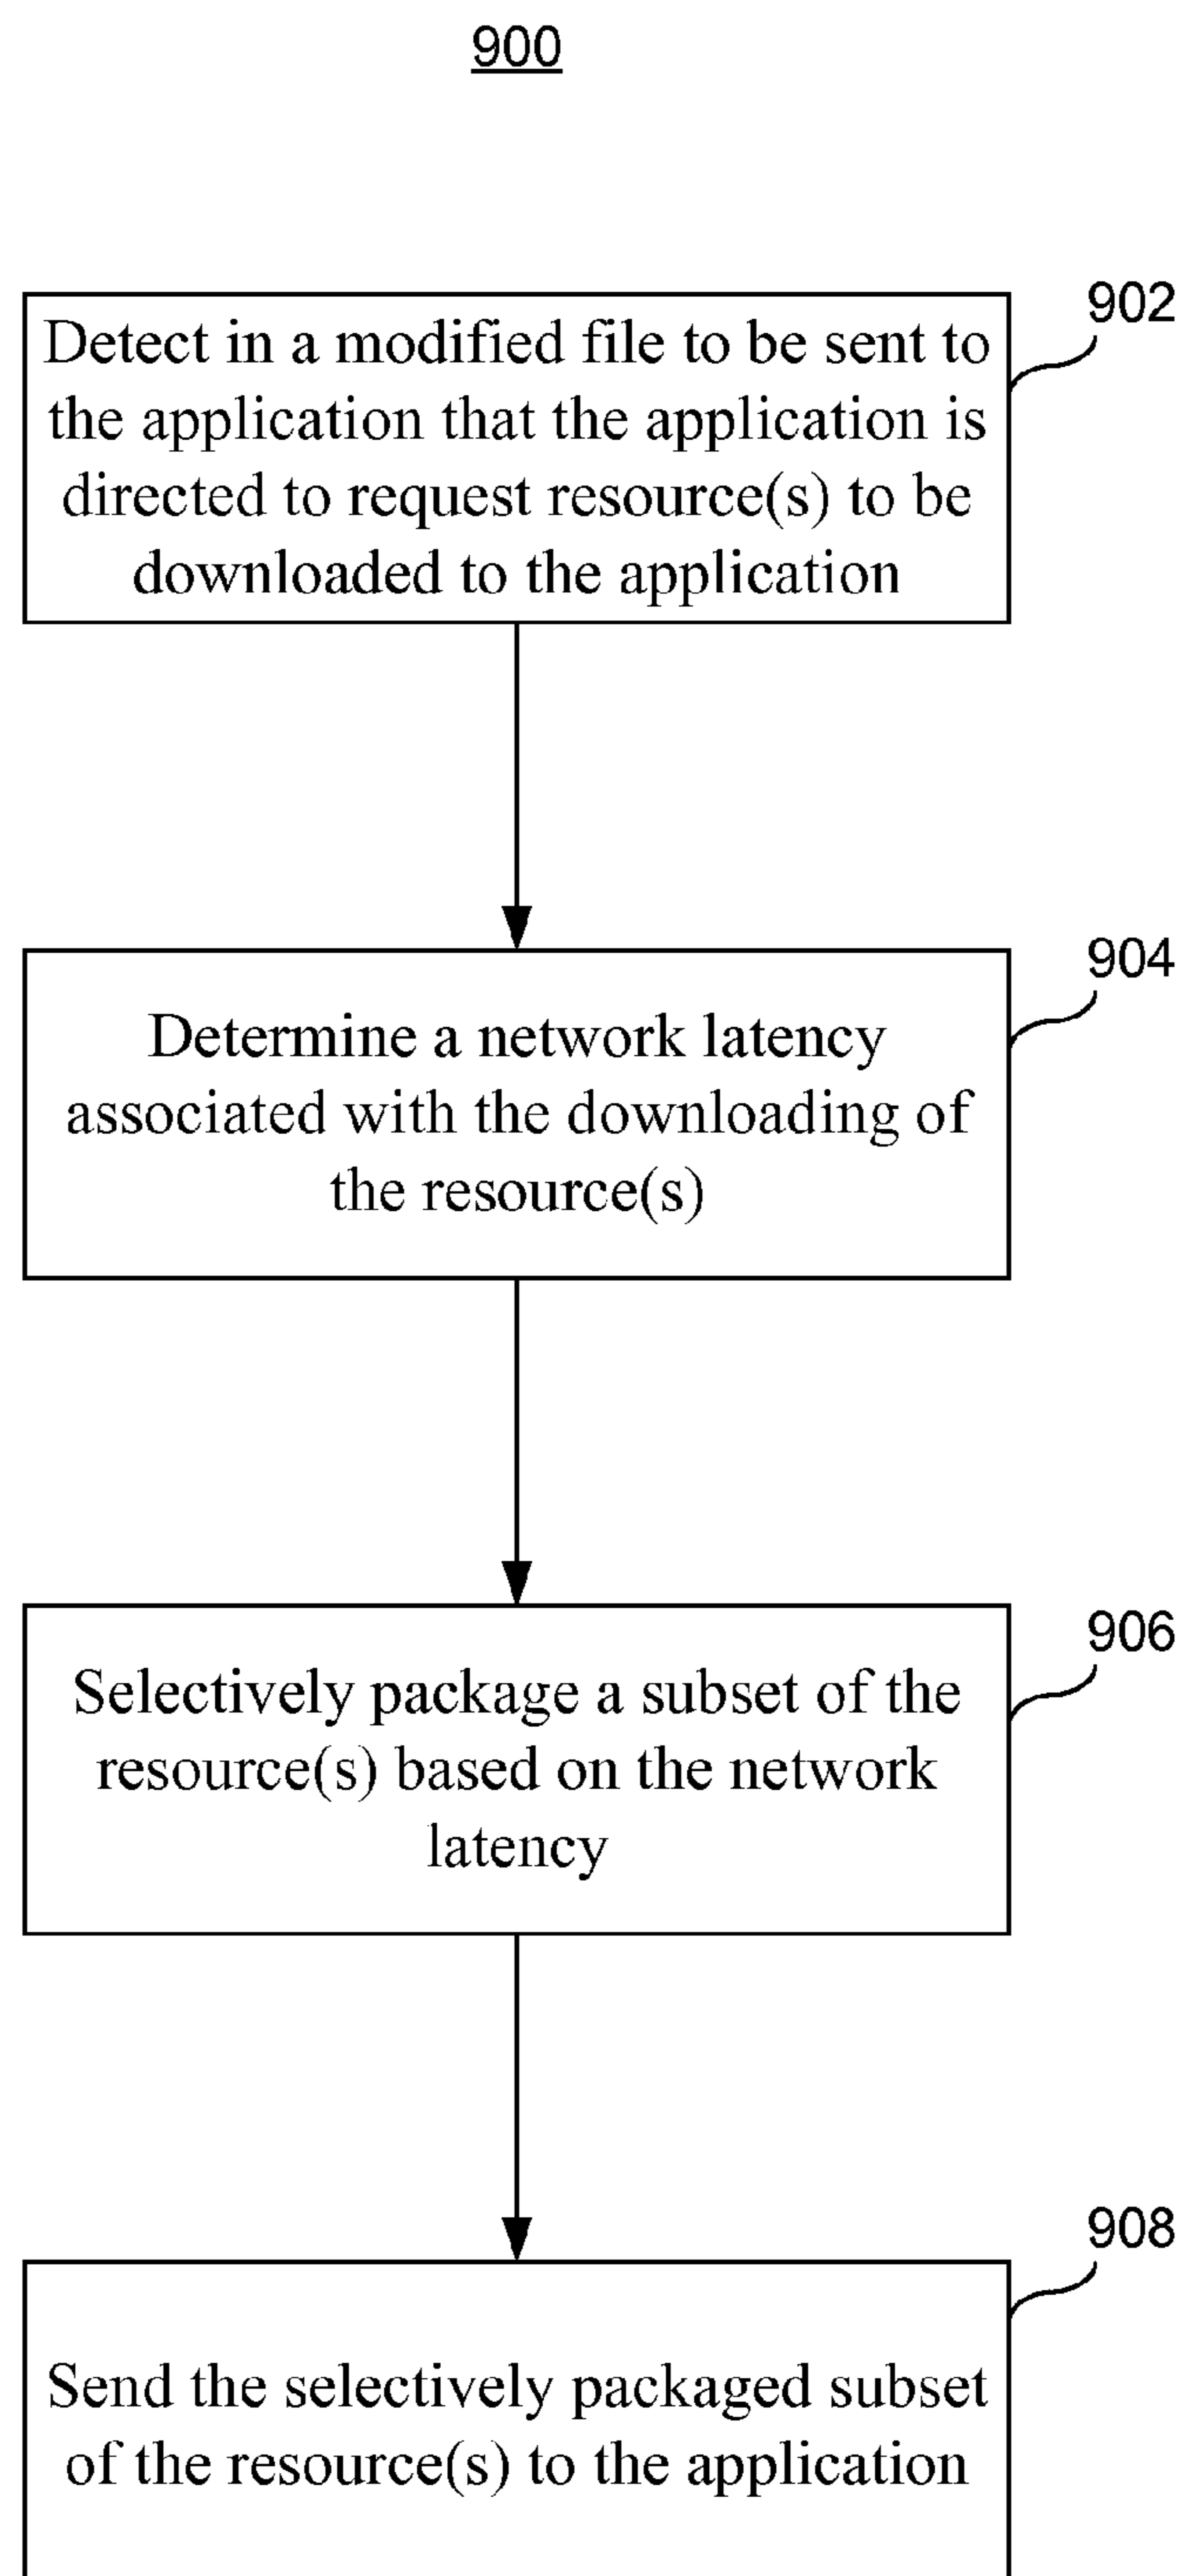 900
902
Detect in a modified file to be sent to
the application that the application is
directed to request resource(s) to be
downloaded to the application
904
Determine a network latency
associated with the downloading of
the resource(s)
906
Selectively package a subset of the
resource(s) based on the network
latency
908
Send the selectively packaged subset
of the resource(s) to the application